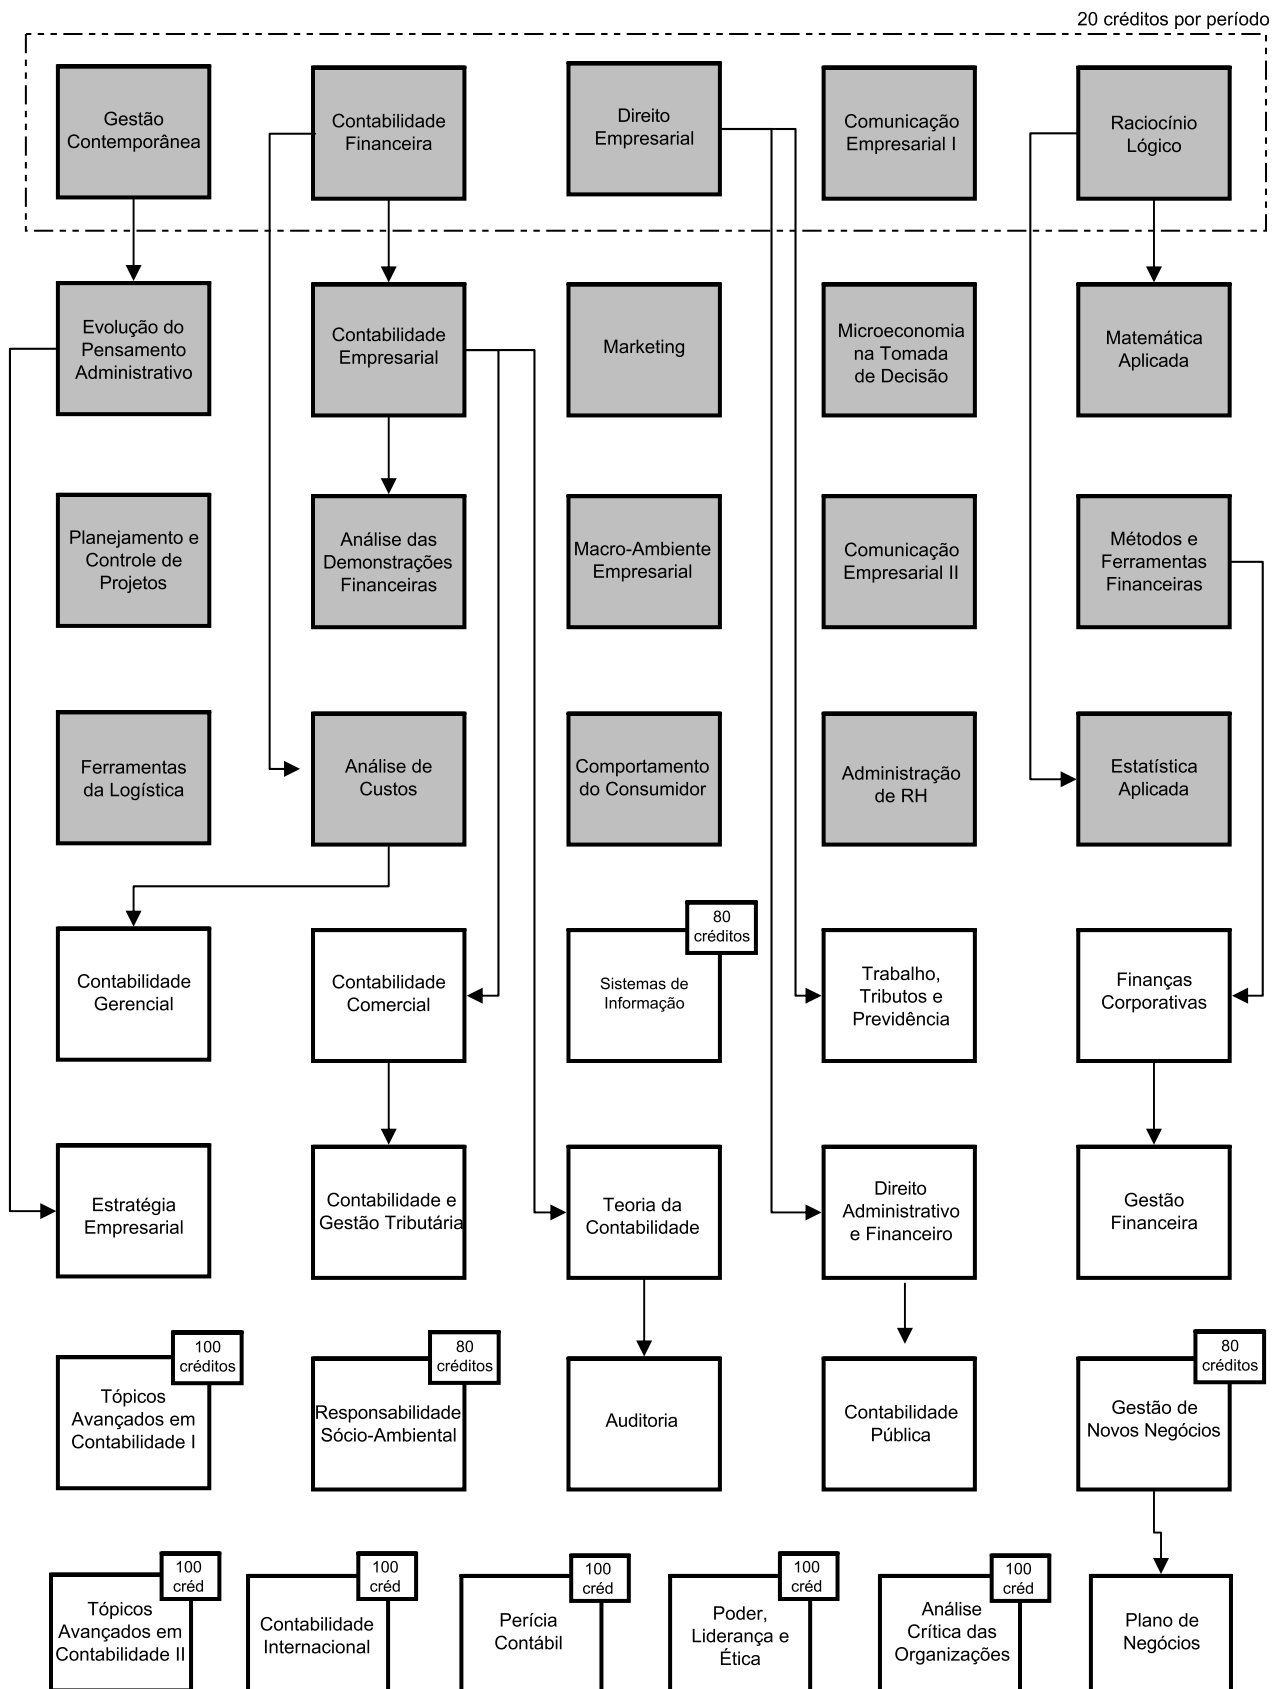 20 créditos por período
Gestão
Contemporânea
Contabilidade
Financeira
Direito
Empresarial
Comunicação
Empresarial I
Raciocínio
Lógico
Evolução do
Pensamento
Administrativo
Contabilidade
Empresarial
Marketing
Microeconomia
na Tomada
de Decisão
Matemática
Aplicada
Planejamento e
Controle de
Projetos
Análise das
Demonstrações
Financeiras
Macro-Ambiente
Empresarial
Comunicação
Empresarial II
Métodos e
Ferramentas
Financeiras
Ferramentas
da Logística
Análise de
Custos
Comportamento
do Consumidor
Administração
de RH
Estatística
Aplicada
Contabilidade
Gerencial
Contabilidade
Comercial
80
créditos
Sistemas de
Informação
Trabalho,
Tributos e
Previdência
Finanças
Corporativas
Estratégia
Empresarial
Contabilidade e
Gestão Tributária
Teoria da
Contabilidade
Direito
Administrativo
e Financeiro
Gestão
Financeira
100
créditos
Tópicos
Avançados em
Contabilidade I
80
créditos
Responsabilidade
Sócio-Ambiental
Auditoria
Contabilidade
Pública
80
créditos
Gestão de
Novos Negócios
100
créd
Tópicos
Avançados em
Contabilidade II
100
créd
Contabilidade
Internacional
100
créd
Perícia
Contábil
100
créd
Poder,
Liderança e
Ética
100
créd
Análise
Crítica das
Organizações
Plano de
Negócios